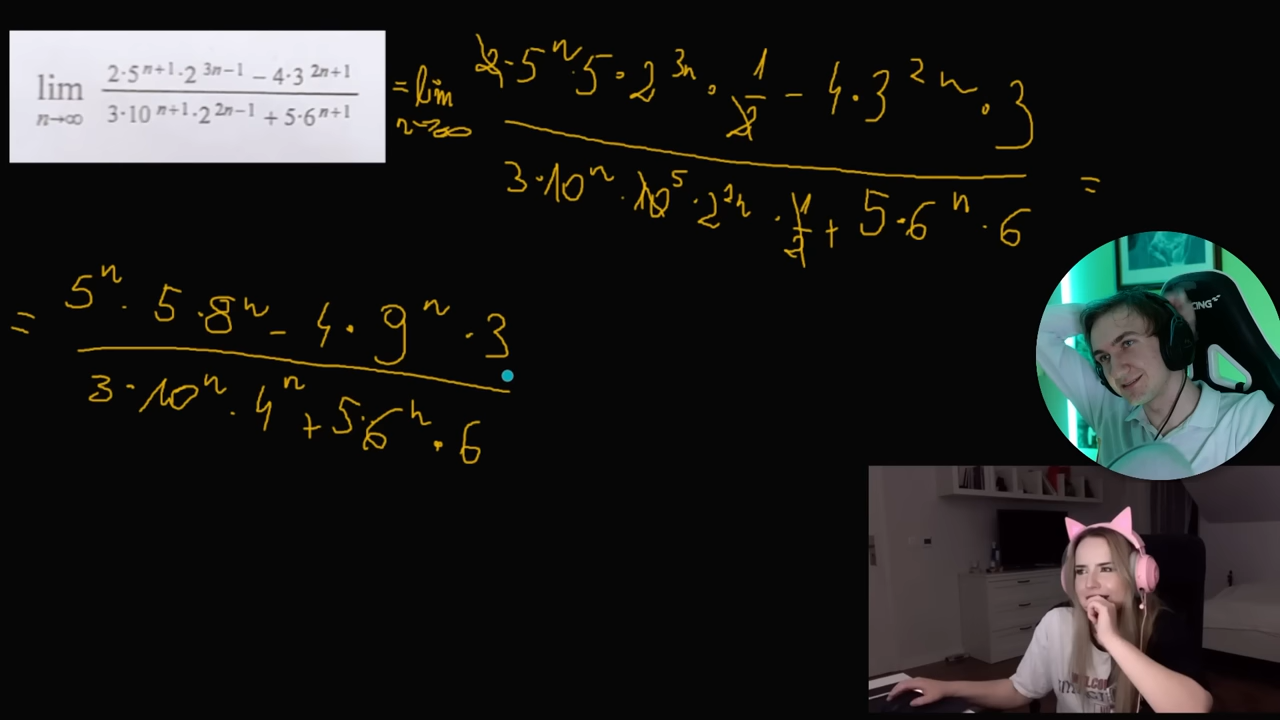 lim n→∞ (2·5^{n+1}·2^{3n−1} − 4·3^{2n+1}) / (3·10^{n+1}·2^{2n−1} + 5·6^{n+1}) = lim n→∞ (2·5^n·5·2^{3n}·1/2 − 4·3^{2n}·3) / (3·10^n·10^5·2^{2n}·1/2 + 5·6^n·6) =
= (5^n·5·8^n − 4·9^n·3) / (3·10^n·4^n + 5·6^n·6)